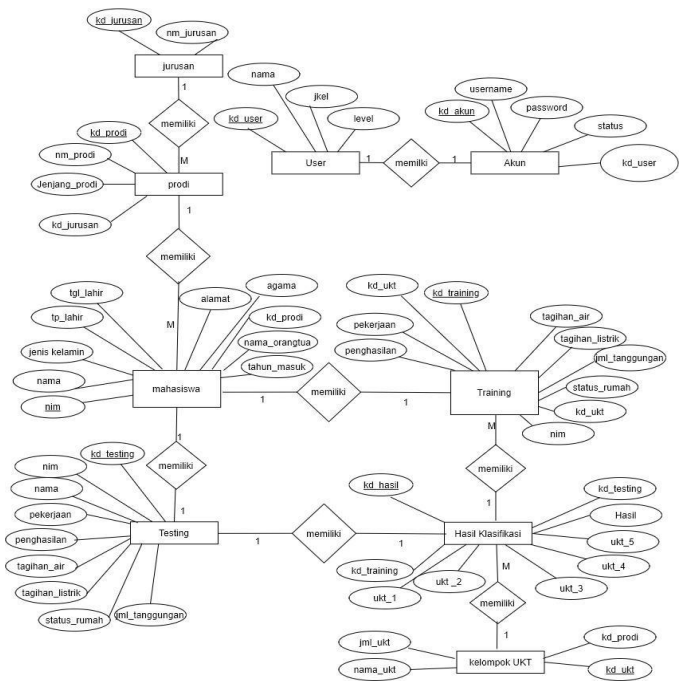 kd_jurusan
nm_jurusan
jurusan
1
memiliki
M
kd_prodi
nm_prodi
Jenjang_prodi
kd_jurusan
prodi
1
memiliki
M
nama
jkel
kd_user
level
User
1
memilki
1
username
kd_akun
password
status
kd_user
Akun
tgl_lahir
tp_lahir
jenis kelamin
nama
nim
alamat
agama
kd_prodi
nama_orangtua
tahun_masuk
mahasiswa
1
memiliki
1
kd_ukt
kd_training
pekerjaan
penghasilan
tagihan_air
tagihan_listrik
jml_tanggungan
status_rumah
kd_ukt
nim
Training
1
memiliki
1
M
memiliki
1
kd_testing
nim
nama
pekerjaan
penghasilan
tagihan_air
tagihan_listrik
status_rumah
jml_tanggungan
Testing
1
memiliki
1
kd_hasil
kd_testing
Hasil
ukt_5
ukt_4
ukt_3
ukt _2
ukt_1
kd_training
Hasil Klasifikasi
M
memiliki
1
jml_ukt
nama_ukt
kd_prodi
kd_ukt
kelompok UKT